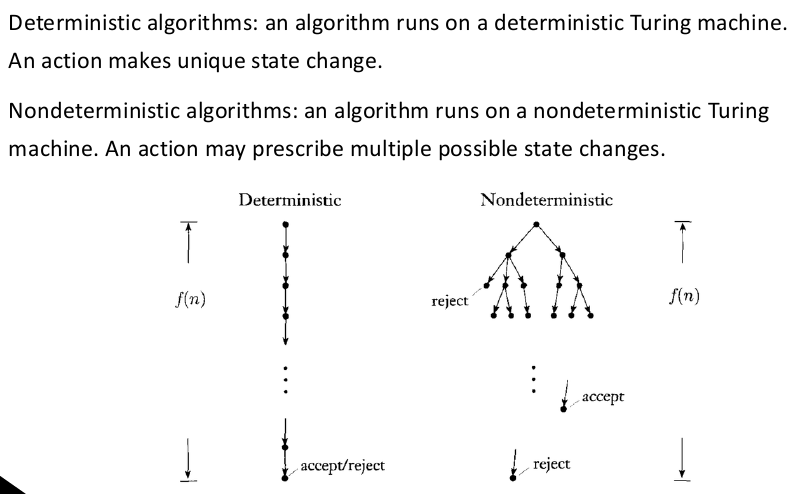 Deterministic algorithms: an algorithm runs on a deterministic Turing machine.
An action makes unique state change.
Nondeterministic algorithms: an algorithm runs on a nondeterministic Turing
machine. An action may prescribe multiple possible state changes.
Deterministic
Nondeterministic
f(n)
reject
f(n)
accept
accept/reject
reject